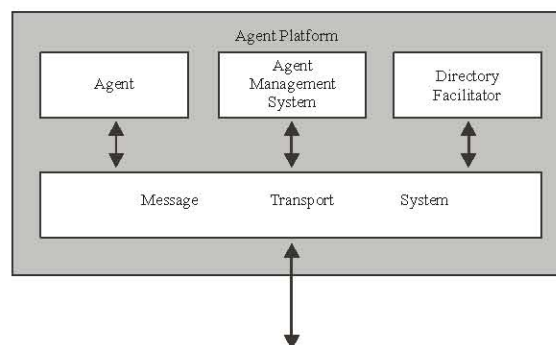 Agent Platform
Agent
Agent
Management
System
Directory
Facilitator
Message Transport System